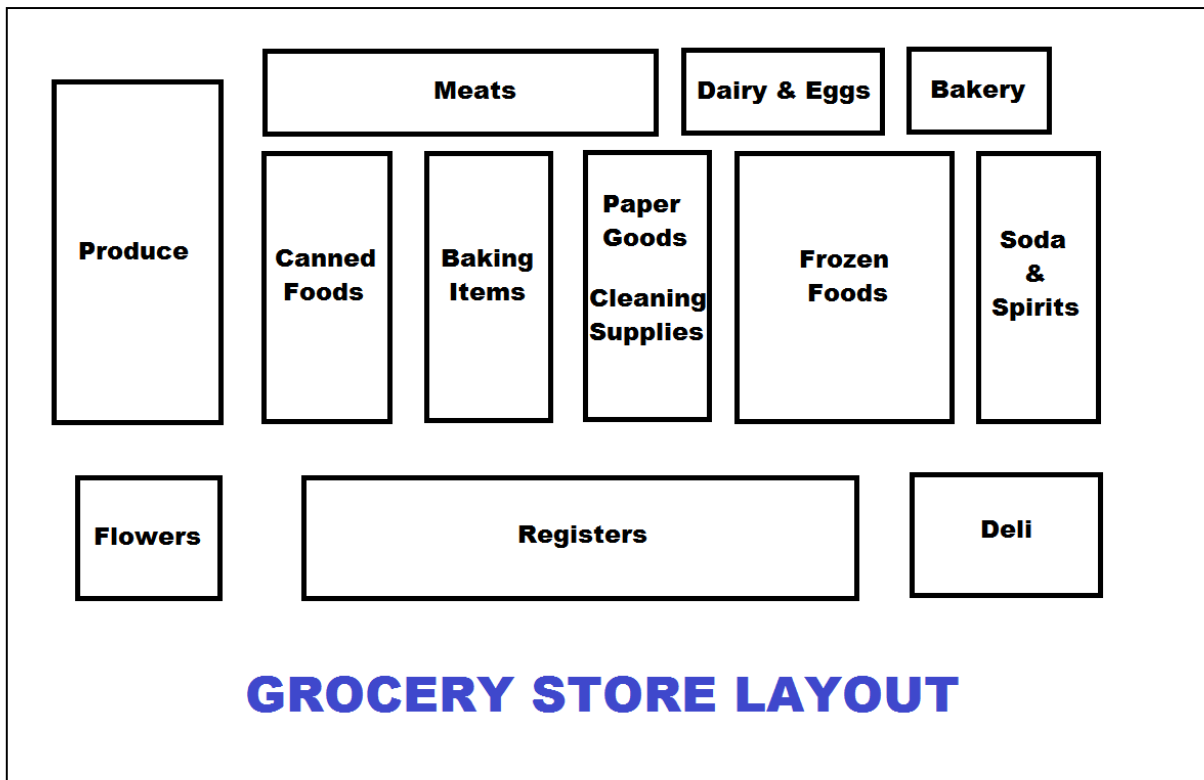 Meats
Dairy & Eggs
Bakery
Produce
Canned
Foods
Baking
Items
Paper
Goods
Cleaning
Supplies
Frozen
Foods
Soda
&
Spirits
Flowers
Registers
Deli
GROCERY STORE LAYOUT